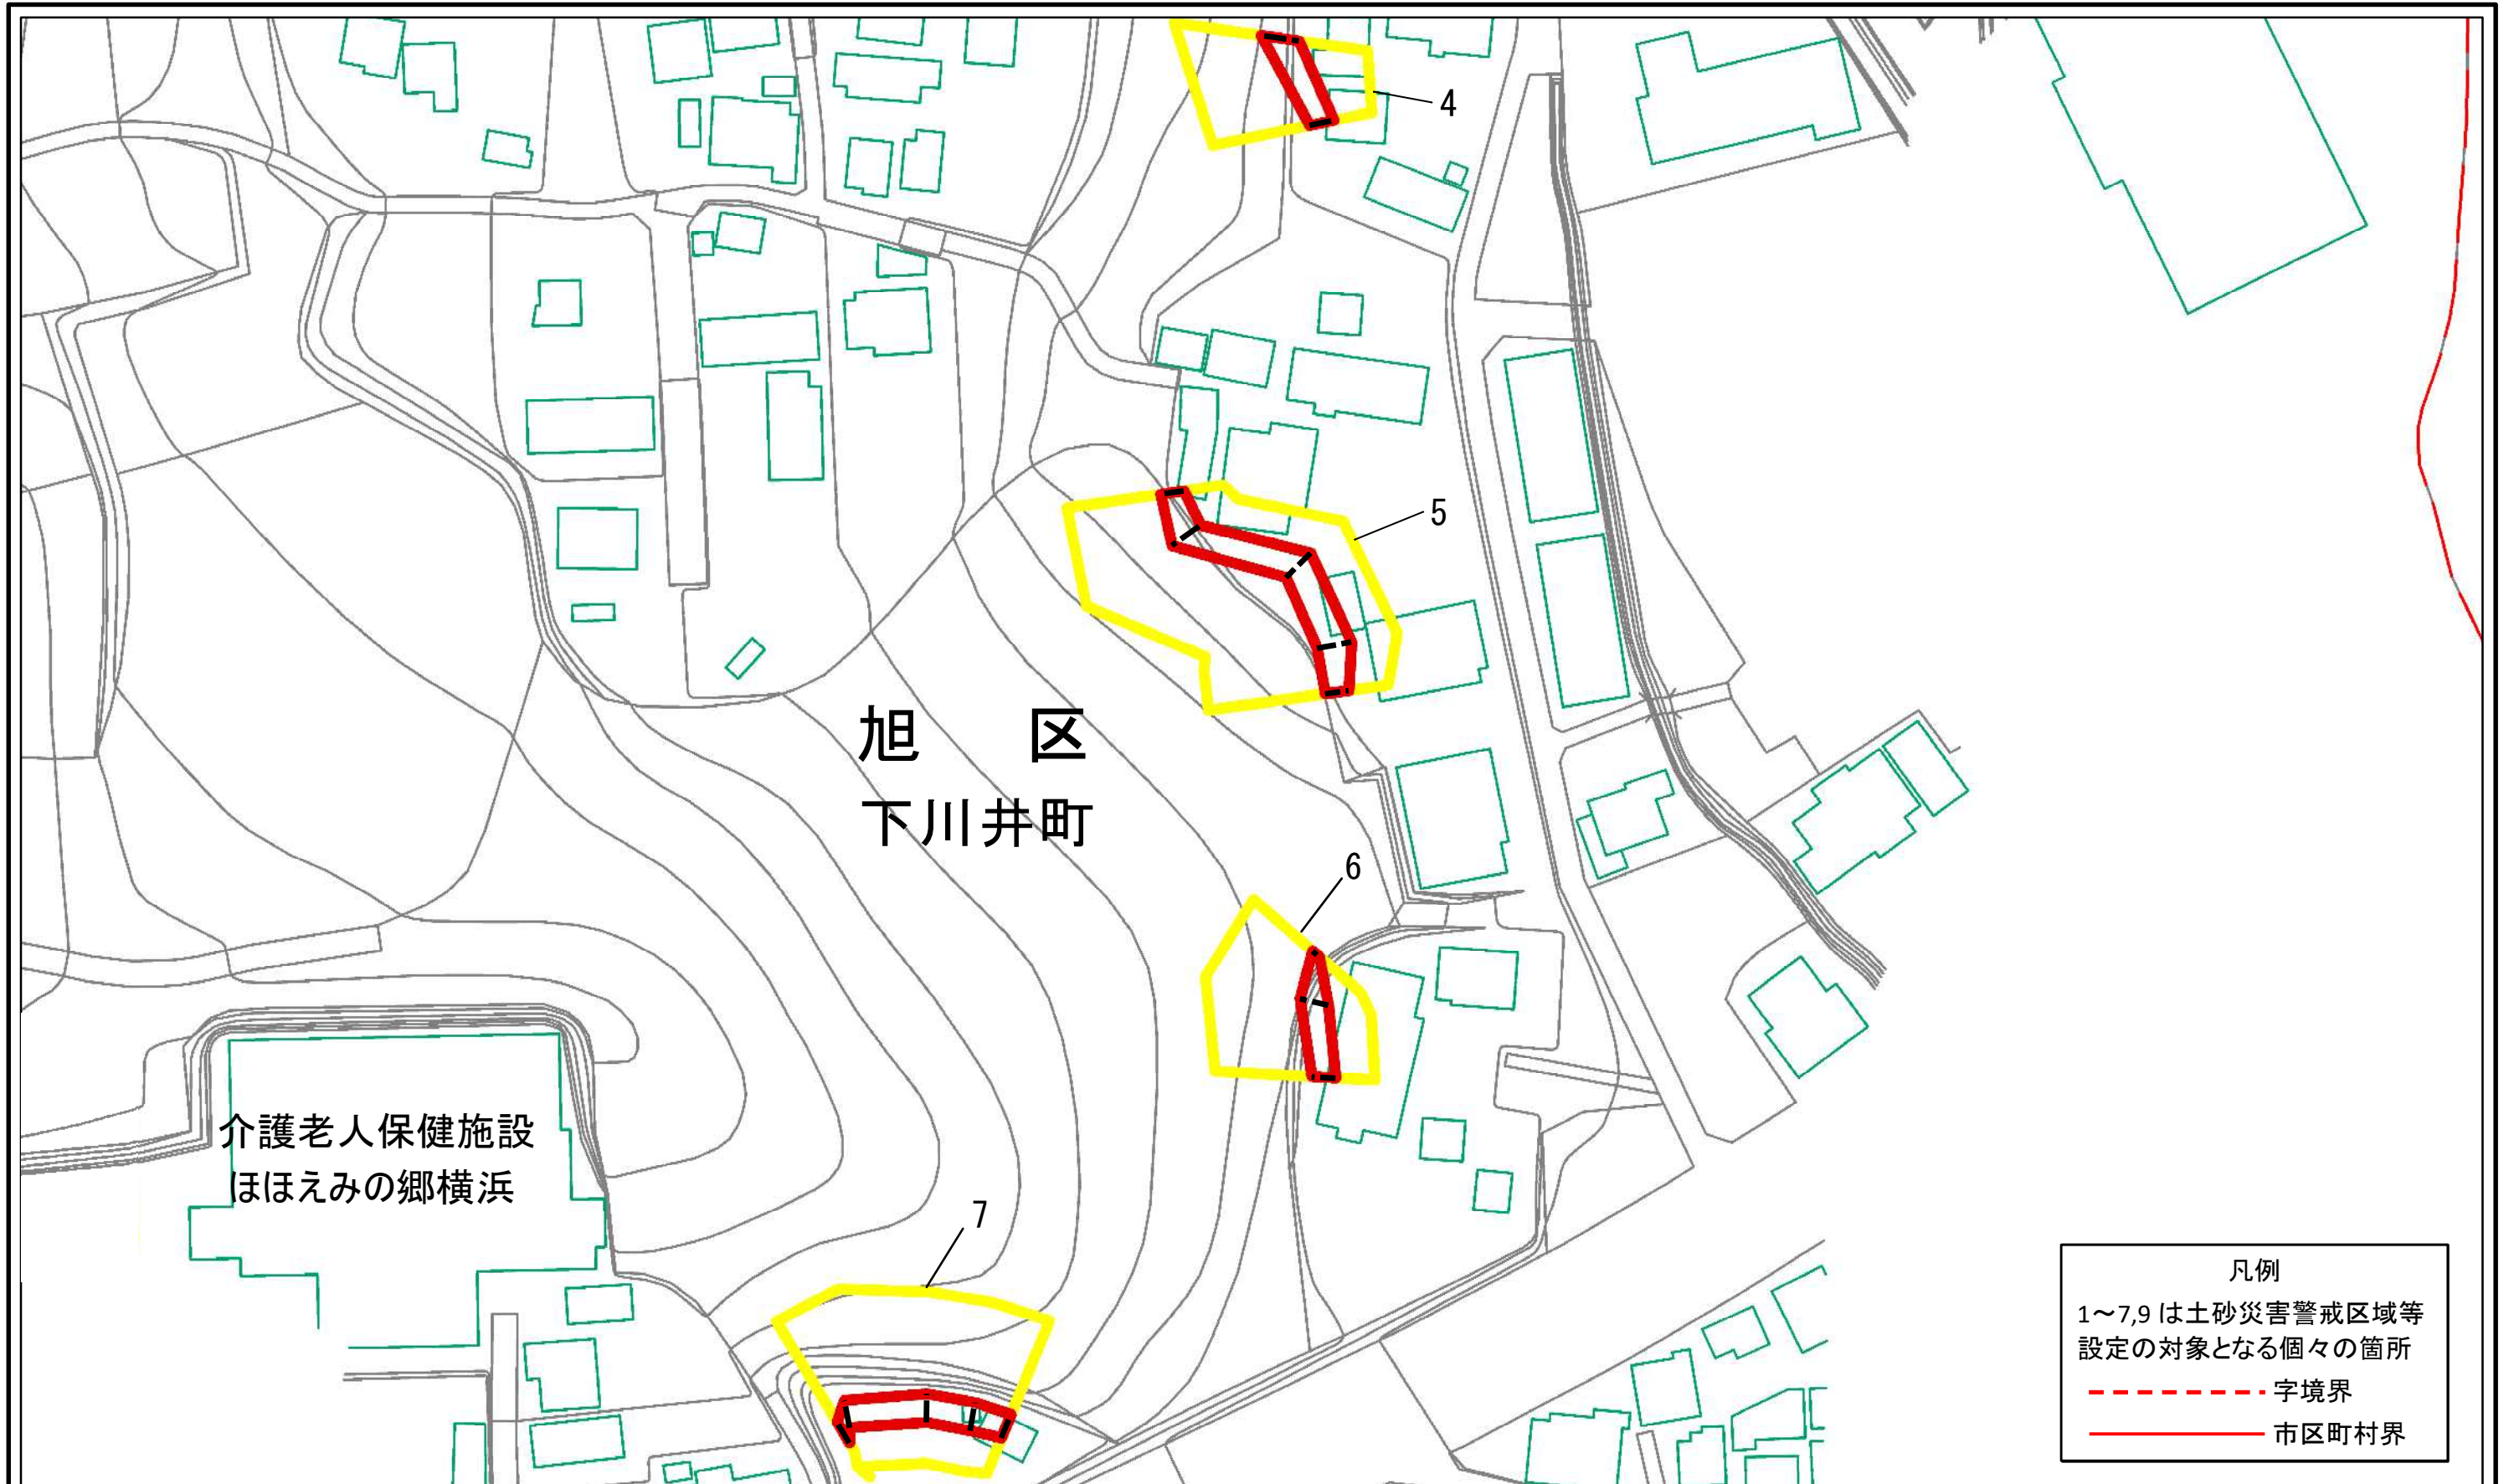 4
5
旭 区
下川井町
6
介護老人保健施設
ほほえみの郷横浜
7
凡例
1～7,9 は土砂災害警戒区域等
設定の対象となる個々の箇所
字境界
市区町村界